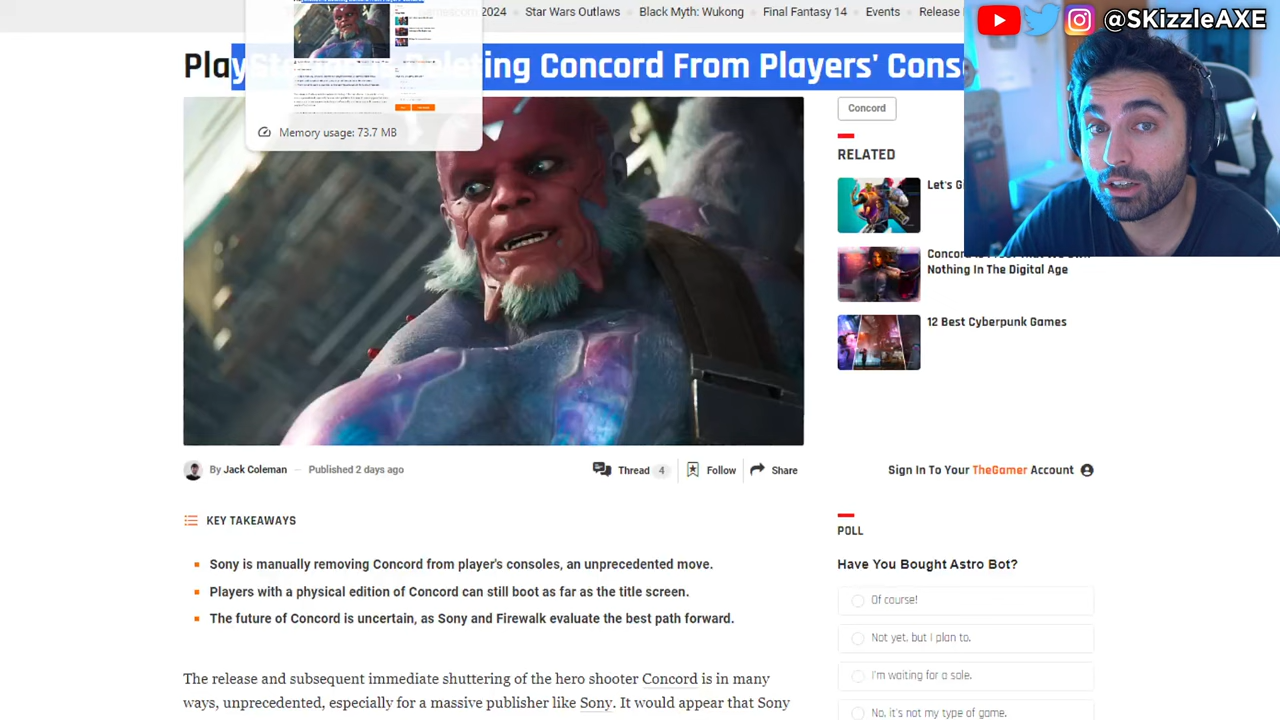 2024
Star Wars Outlaws
Black Myth: Wukong
Final Fantasy 14
Events
Release
@SKizzleAXE
Concord From Players'
Memory usage: 73.7 MB
Concord
RELATED
Let's
Nothing In The Digital Age
12 Best Cyberpunk Games
By Jack Coleman — Published 2 days ago
Thread 4
Follow
Share
Sign In To Your TheGamer Account
KEY TAKEAWAYS
Sony is manually removing Concord from player's consoles, an unprecedented move.
Players with a physical edition of Concord can still boot as far as the title screen.
The future of Concord is uncertain, as Sony and Firewalk evaluate the best path forward.
The release and subsequent immediate shuttering of the hero shooter Concord is in many
ways, unprecedented, especially for a massive publisher like Sony. It would appear that Sony
POLL
Have You Bought Astro Bot?
Of course!
Not yet, but I plan to.
I'm waiting for a sale.
No, it's not my type of game.